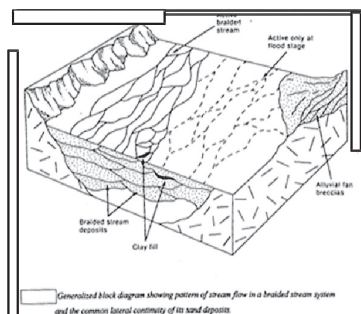 Active
braided
stream
Active only at
flood stage
Alluvial fan
breccias
Braided stream
deposits
Clay fill
Generalized block diagram showing pattern of stream flow in a braided stream system
and the common lateral continuity of its sand deposits.